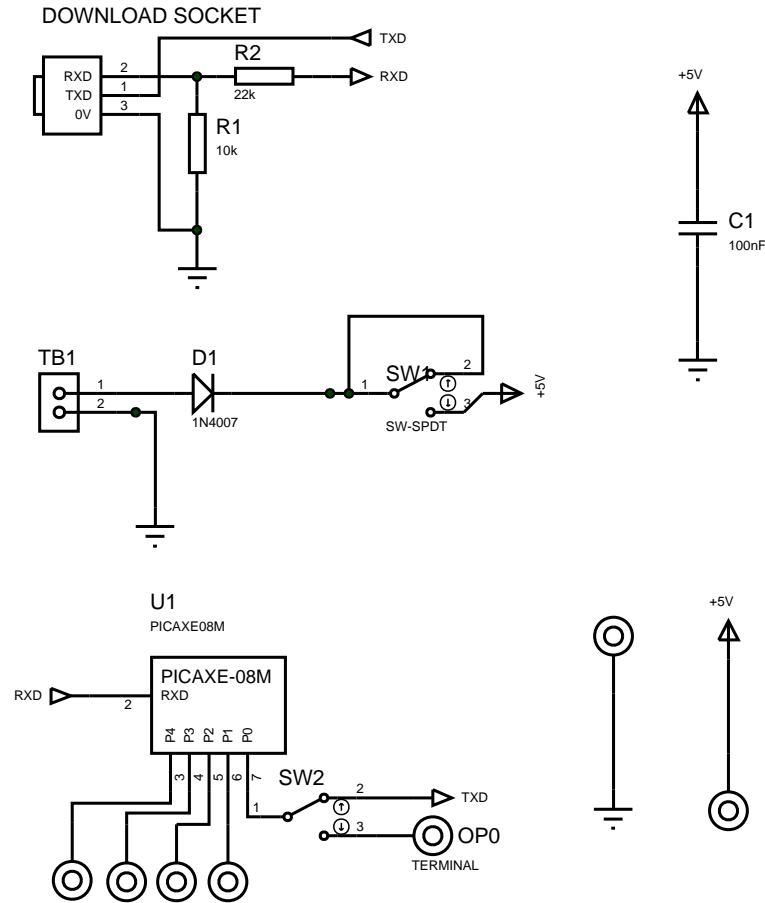 DOWNLOAD SOCKET
TXD
R2
RXD 2
22k
RXD
TXD 1
0V 3
R1
10k
+5V
C1
100nF
TB1
1
2
D1
1N4007
1
SW1
2
3
SW-SPDT
+5V
U1
PICAXE08M
PICAXE-08M
RXD
2
RXD
P4
P3
P2
P1
P0
3
4
5
6
7
SW2
1
2
TXD
3
OP0
TERMINAL
+5V